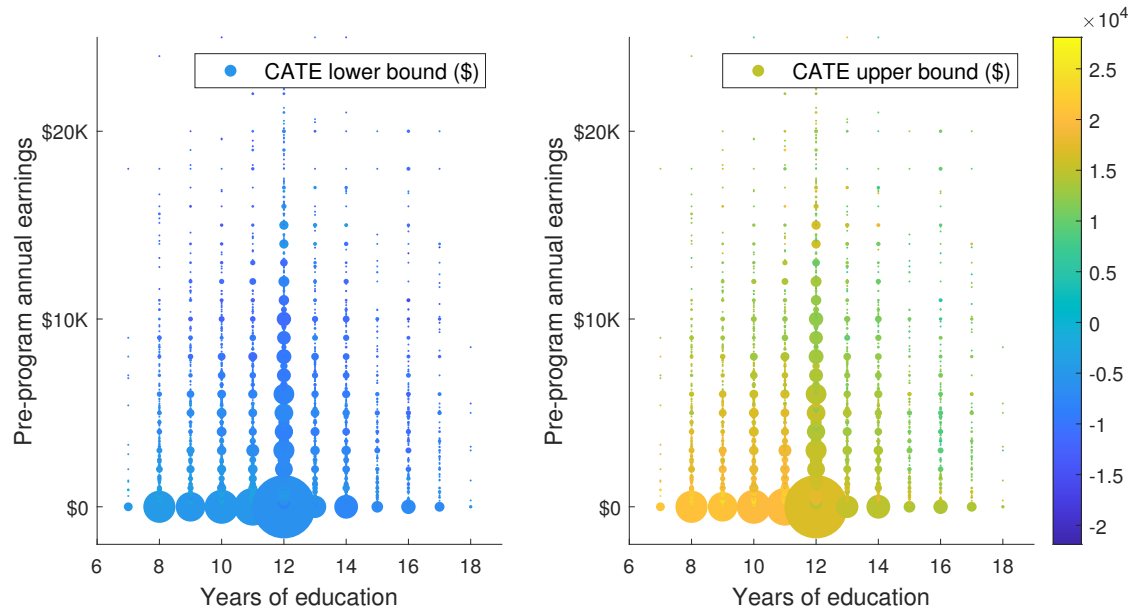 CATE lower bound ($)
$20K
$10K
$0
Pre-program annual earnings
6 8 10 12 14 16 18
Years of education
CATE upper bound ($)
$20K
$10K
$0
Pre-program annual earnings
6 8 10 12 14 16 18
Years of education
×10⁴
2.5
2
1.5
1
0.5
0
-0.5
-1
-1.5
-2